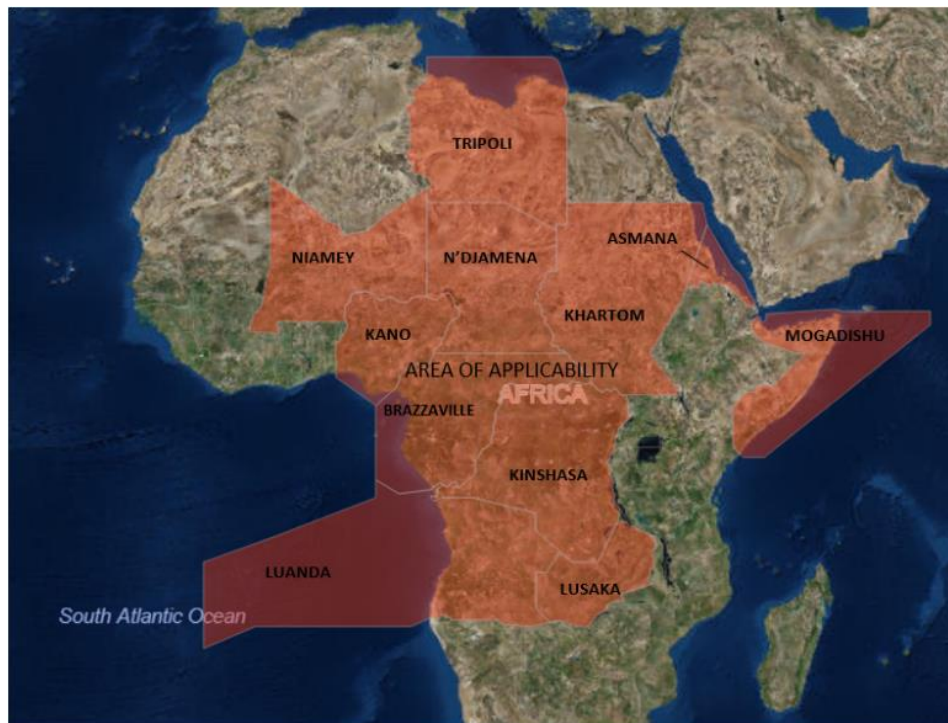 TRIPOLI
ASMANA
NIAMEY
N'DJAMENA
KHARTOM
KANO
MOGADISHU
AREA OF APPLICABILITY
AFRICA
BRAZZAVILLE
KINSHASA
LUANDA
LUSAKA
South Atlantic Ocean